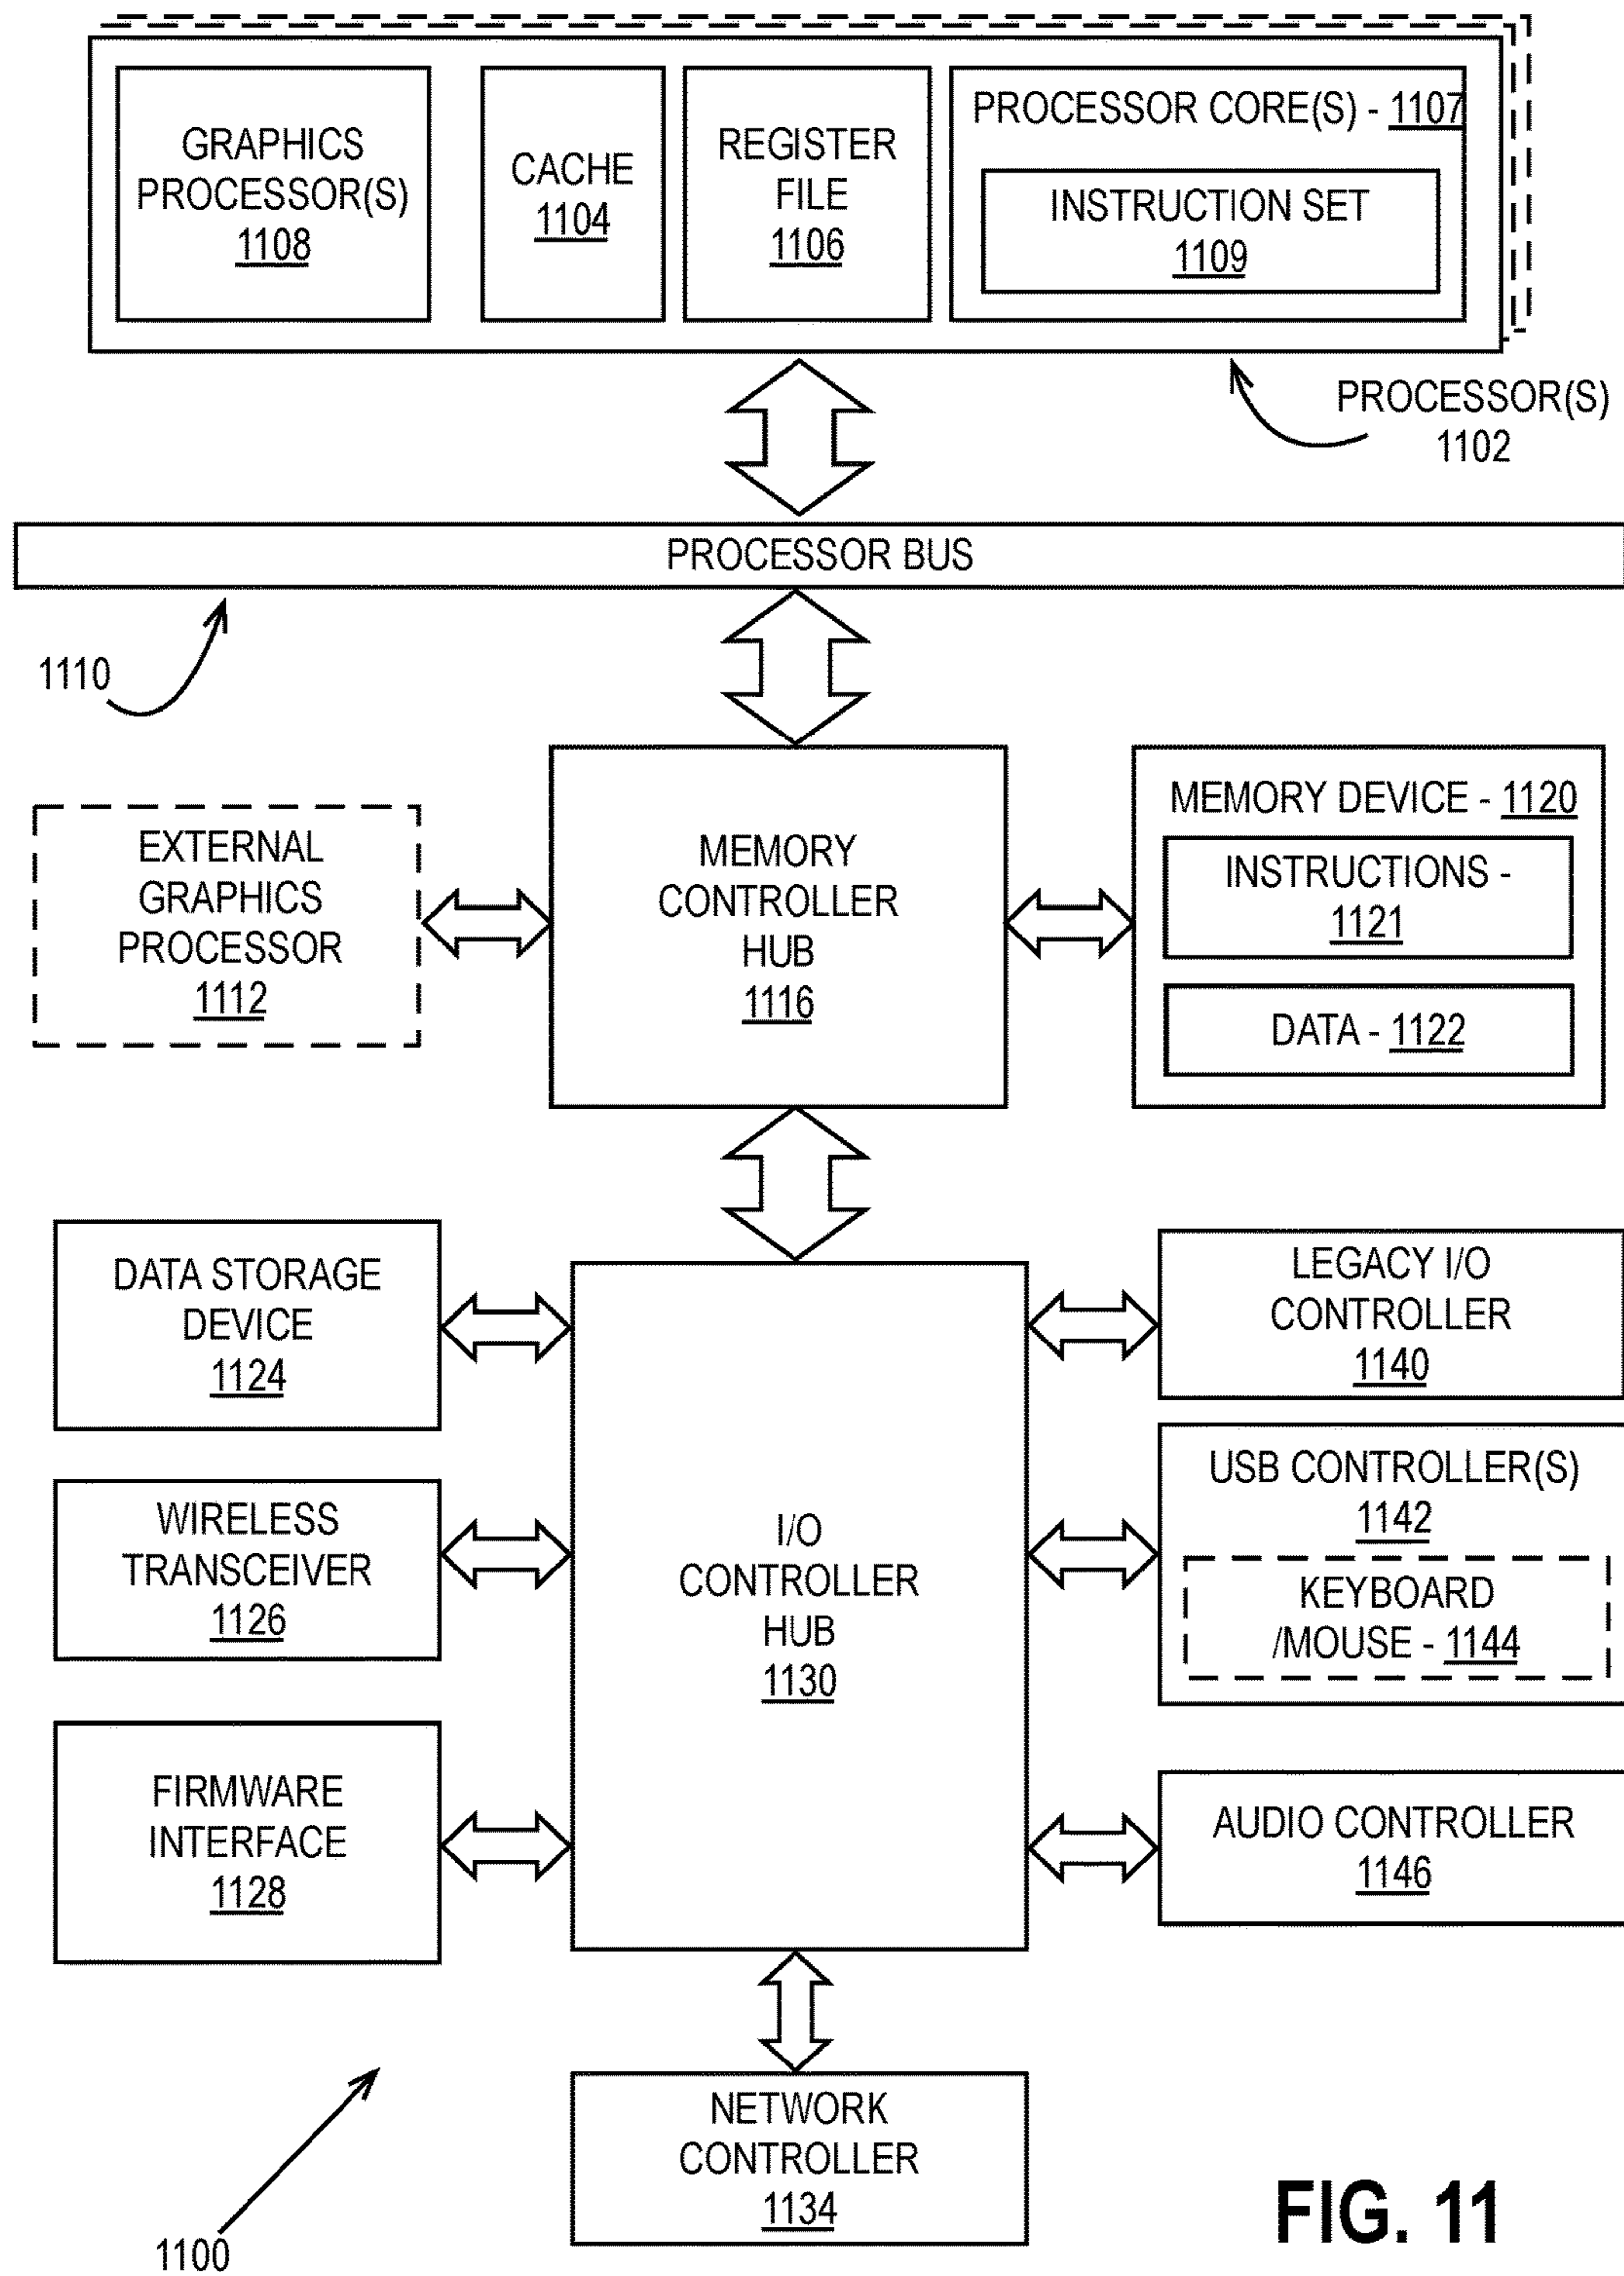 GRAPHICS
PROCESSOR(S)
1108
CACHE
1104
REGISTER
FILE
1106
PROCESSOR CORE(S) - 1107
INSTRUCTION SET
1109
PROCESSOR(S)
1102
PROCESSOR BUS
1110
EXTERNAL
GRAPHICS
PROCESSOR
1112
MEMORY
CONTROLLER
HUB
1116
MEMORY DEVICE - 1120
INSTRUCTIONS -
1121
DATA - 1122
DATA STORAGE
DEVICE
1124
WIRELESS
TRANSCEIVER
1126
FIRMWARE
INTERFACE
1128
I/O
CONTROLLER
HUB
1130
LEGACY I/O
CONTROLLER
1140
USB CONTROLLER(S)
1142
KEYBOARD
/MOUSE - 1144
AUDIO CONTROLLER
1146
NETWORK
CONTROLLER
1134
1100
FIG. 11